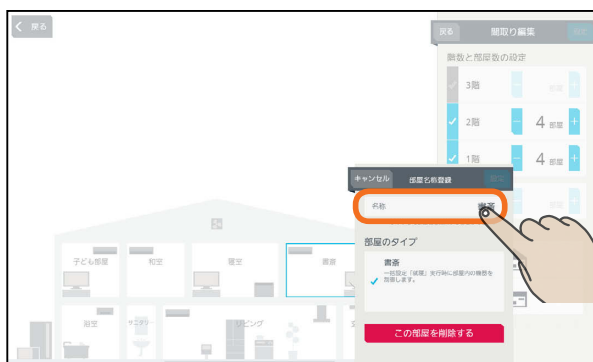 戻る
戻る 間取り編集
階数と部屋数の設定
3階
2階 4 部屋
1階 4 部屋
キャンセル 部屋名称登録
名称 書斎
部屋のタイプ
書斎
子ども部屋 和室 寝室 書斎
浴室 サニタリー リビング
この部屋を削除する